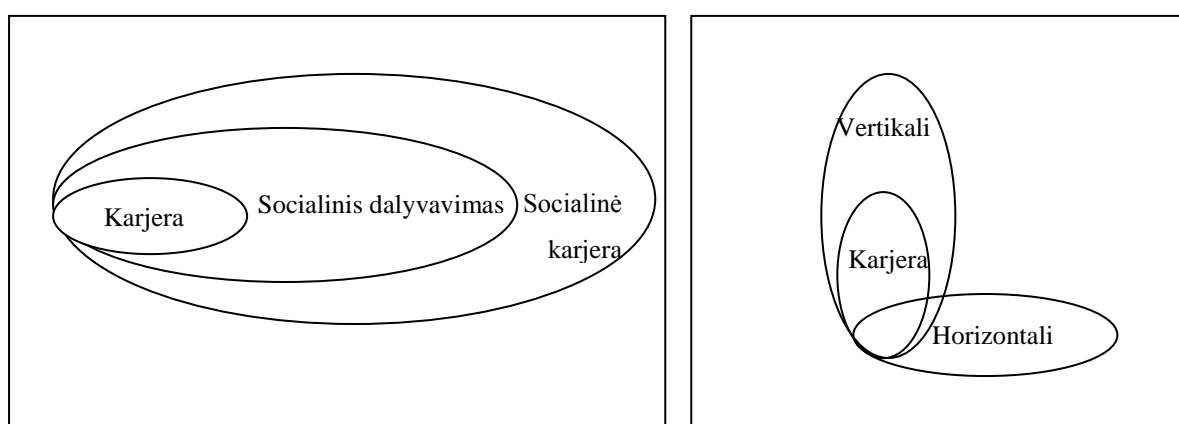 Karjera
Socialinis dalyvavimas
Socialinė
karjera
Vertikali
Karjera
Horizontali